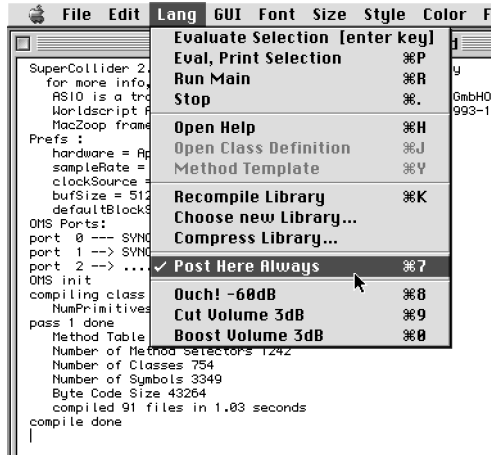 File Edit Lang GUI Font Size Style Color F
Evaluate Selection [enter key]
Eval, Print Selection ⌘P
Run Main ⌘R
Stop ⌘.
Open Help ⌘H
Open Class Definition ⌘J
Method Template ⌘Y
Recompile Library ⌘K
Choose new Library...
Compress Library...
✓ Post Here Always ⌘7
Ouch! -60dB ⌘8
Cut Volume 3dB ⌘9
Boost Volume 3dB ⌘0
SuperCollider 2.
for more info,
ASIO is a tra
GmbHO
Worldscript
993-1
MacZoop frame
Prefs :
hardware = Ap
sampleRate =
clockSource =
bufSize = 512
defaultBlockS
OMS Ports:
port 0 --- SYNC
port 1 --> SYNC
port 2 --> ....
OMS init
compiling class
NumPrimitives
pass 1 done
Method Table
Number of Method Selectors 1242
Number of Classes 754
Number of Symbols 3349
Byte Code Size 43264
compiled 91 files in 1.03 seconds
compile done